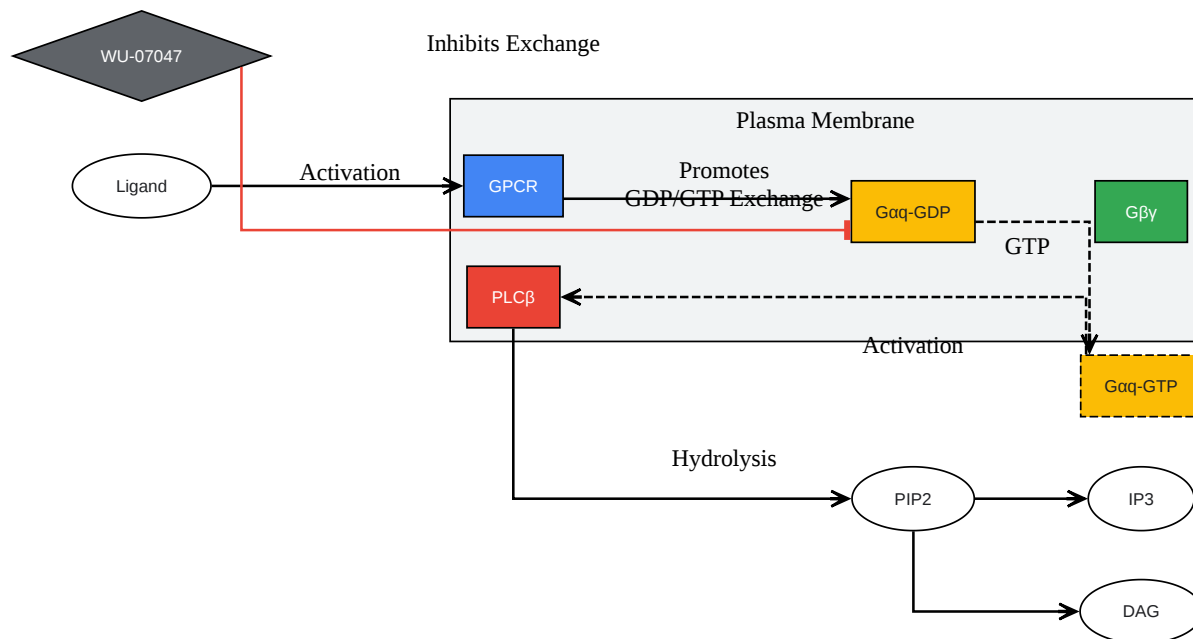 WU-07047
Inhibits Exchange
Plasma Membrane
Ligand
Activation
GPCR
Promotes
GDP/GTP Exchange
Gαq-GDP
Gβγ
GTP
PLCβ
Activation
Gαq-GTP
Hydrolysis
PIP2
IP3
DAG